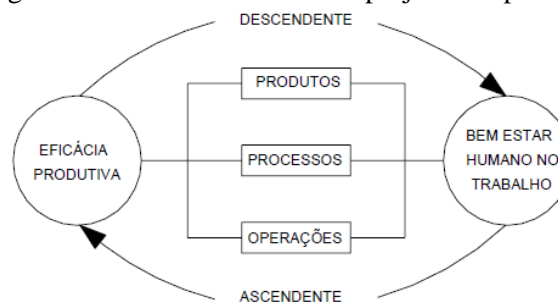 DESCENDENTE
PRODUTOS
EFICÁCIA
PRODUTIVA
PROCESSOS
BEM ESTAR
HUMANO NO
TRABALHO
OPERAÇÕES
ASCENDENTE